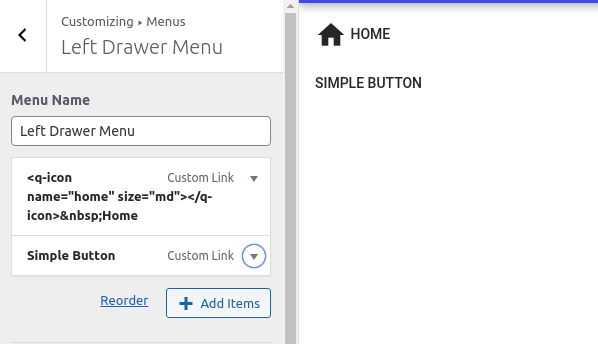 Customizing ▸ Menus
Left Drawer Menu
Menu Name
Left Drawer Menu
<q-icon name="home" size="md"></q-icon>&nbsp;Home
Custom Link
Simple Button
Custom Link
Reorder
Add Items
HOME
SIMPLE BUTTON